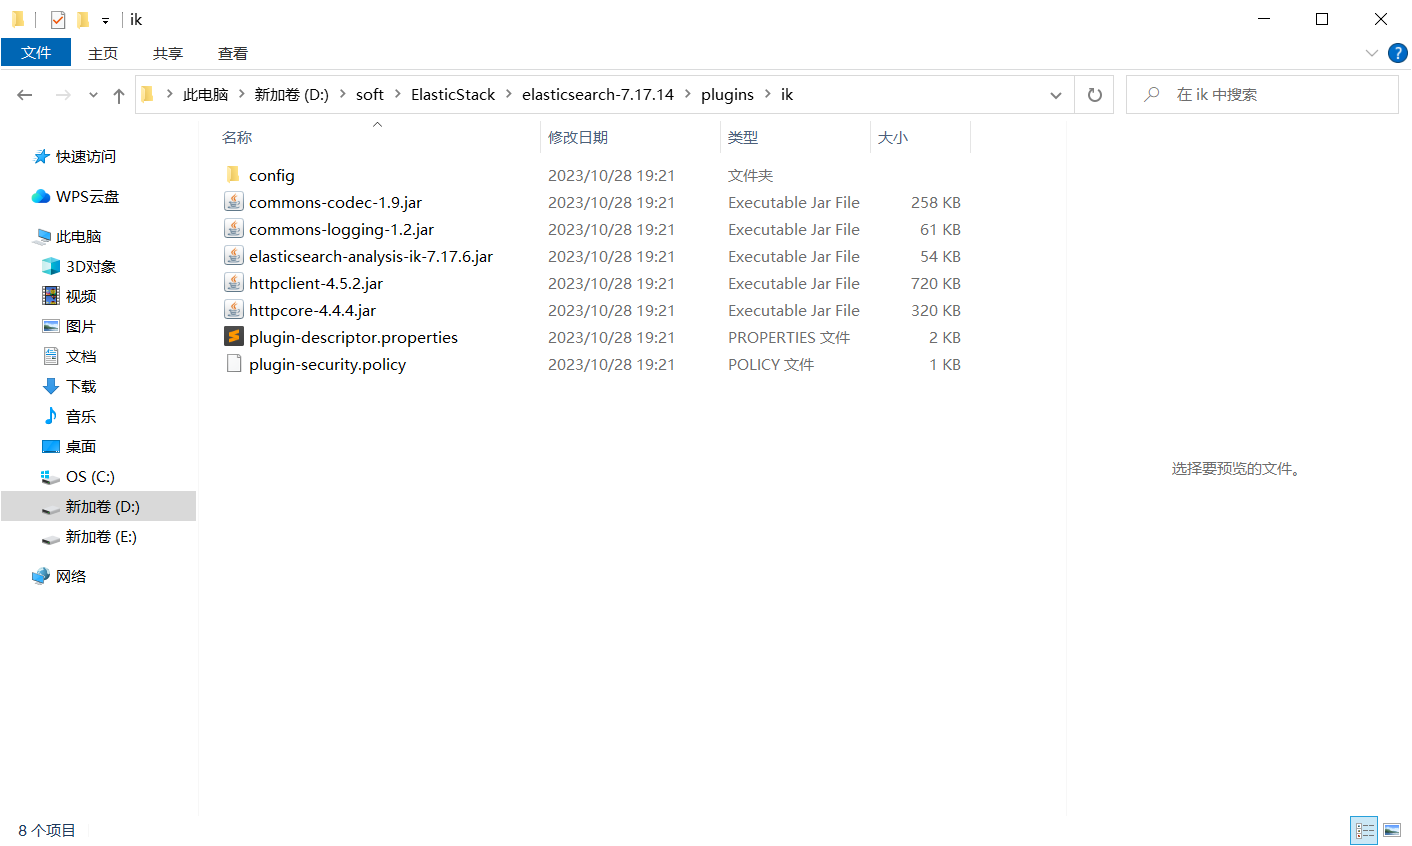 ik
文件 主页 共享 查看
此电脑 新加卷 (D:) soft ElasticStack elasticsearch-7.17.14 plugins ik 在 ik 中搜索
名称 修改日期 类型 大小
快速访问
WPS云盘
此电脑
3D对象
视频
图片
文档
下载
音乐
桌面
OS (C:)
新加卷 (D:)
新加卷 (E:)
网络
config 2023/10/28 19:21 文件夹
commons-codec-1.9.jar 2023/10/28 19:21 Executable Jar File 258 KB
commons-logging-1.2.jar 2023/10/28 19:21 Executable Jar File 61 KB
elasticsearch-analysis-ik-7.17.6.jar 2023/10/28 19:21 Executable Jar File 54 KB
httpclient-4.5.2.jar 2023/10/28 19:21 Executable Jar File 720 KB
httpcore-4.4.4.jar 2023/10/28 19:21 Executable Jar File 320 KB
plugin-descriptor.properties 2023/10/28 19:21 PROPERTIES 文件 2 KB
plugin-security.policy 2023/10/28 19:21 POLICY 文件 1 KB
选择要预览的文件。
8 个项目